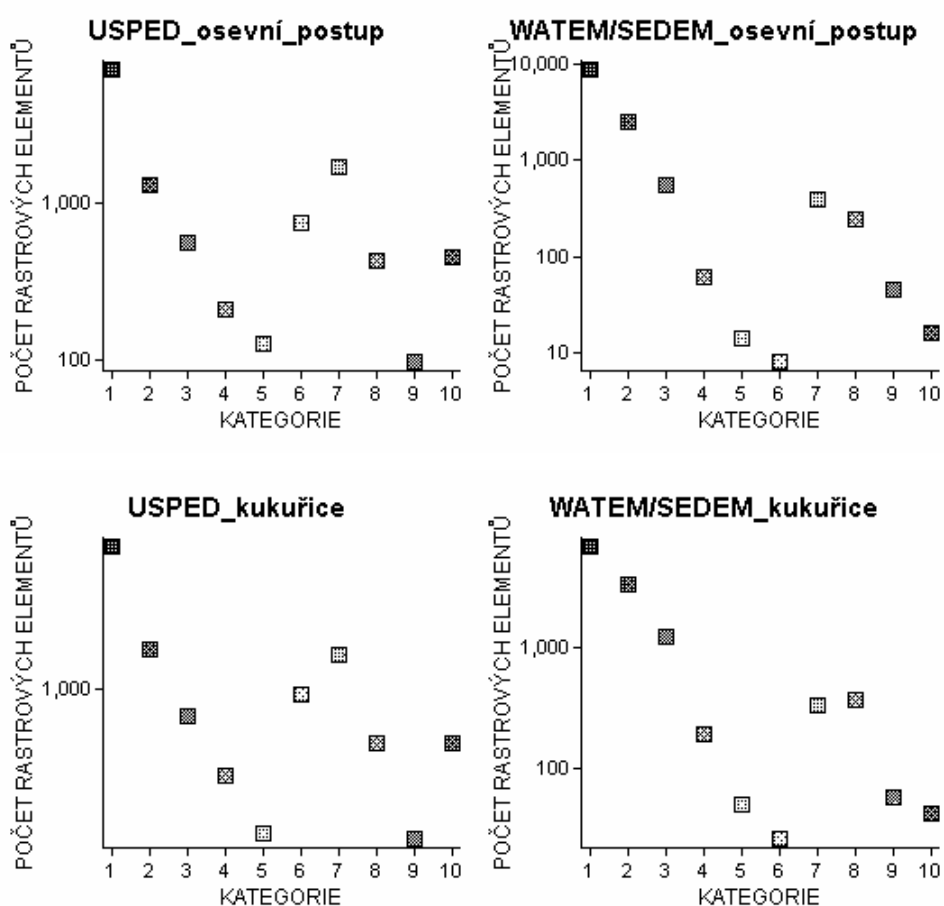 USPED_osevní_postup
POČET RASTROVÝCH ELEMENTŮ
1,000
100
1 2 3 4 5 6 7 8 9 10
KATEGORIE
WATEM/SEDEM_osevní_postup
POČET RASTROVÝCH ELEMENTŮ
10,000
1,000
100
10
1 2 3 4 5 6 7 8 9 10
KATEGORIE
USPED_kukuřice
POČET RASTROVÝCH ELEMENTŮ
1,000
1 2 3 4 5 6 7 8 9 10
KATEGORIE
WATEM/SEDEM_kukuřice
POČET RASTROVÝCH ELEMENTŮ
1,000
100
1 2 3 4 5 6 7 8 9 10
KATEGORIE